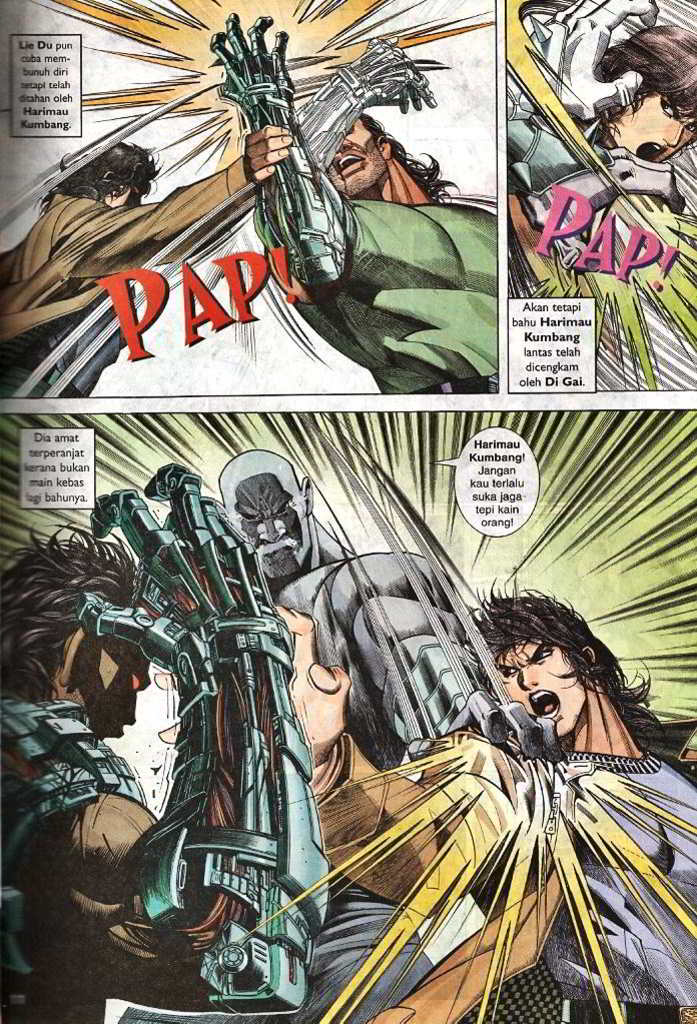 Lie Du pun
cuba mem-
bunuh diri
tetapi telah
ditahan oleh
Harimau
Kumbang.
PAP!
PAP!
Akan tetapi
bahu Harimau
Kumbang
lantas telah
dicengkam
oleh Di Gai.
Dia amat
terperanjat
kerana bukan
main kebas
lagi bahunya.
Harimau
Kumbang!
Jangan
kau terlalu
suka jaga
tepi kain
orang!